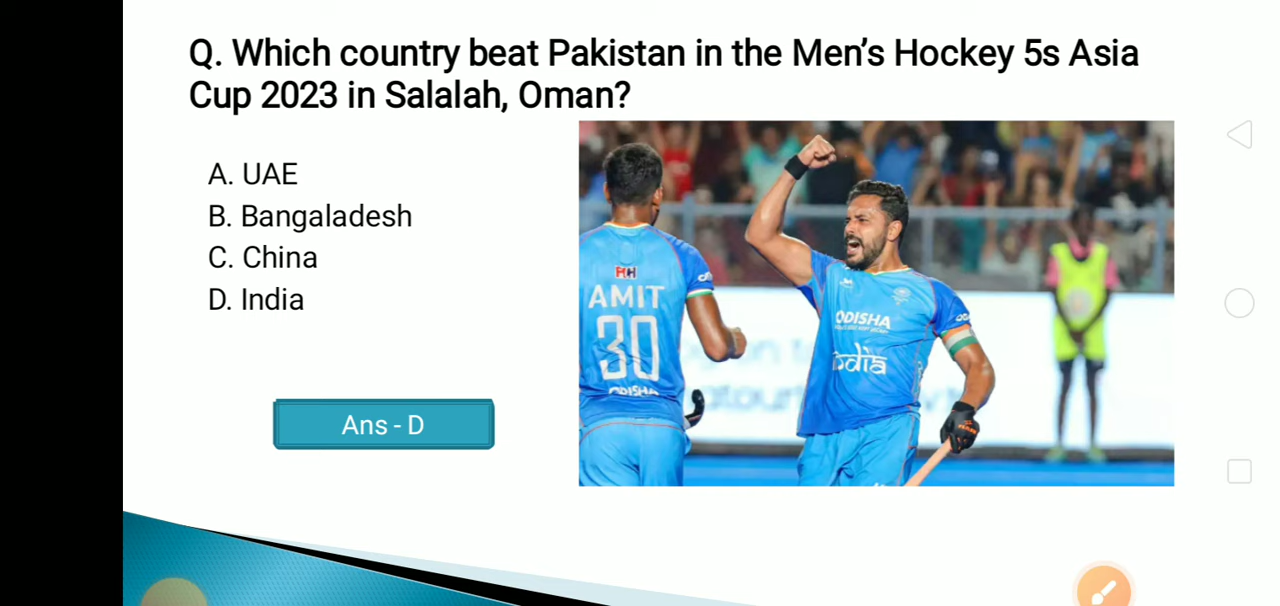 Q. Which country beat Pakistan in the Men's Hockey 5s Asia
Cup 2023 in Salalah, Oman?
A. UAE
B. Bangaladesh
C. China
D. India
Ans - D
AMIT
30
ODISHA
ODISHA
india